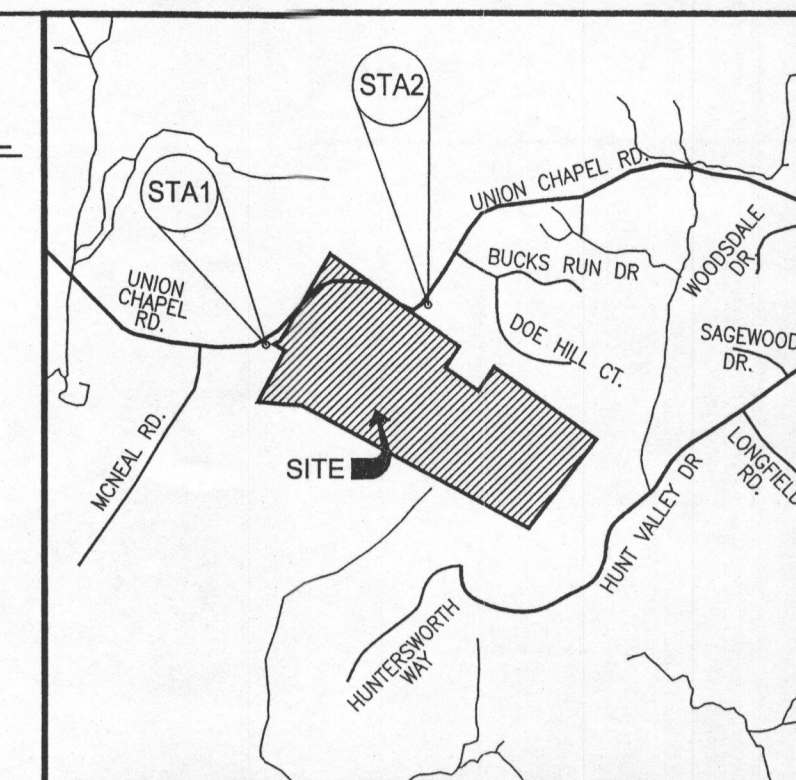 STA2
STA1
UNION CHAPEL RD.
WOODSDALE
DR.
BUCKS RUN DR
UNION
CHAPEL
RD.
DOE HILL CT.
SAGEWOOD
DR.
MCNEAL RD.
SITE
LONGFIELD
RD.
HUNT VALLEY DR
HUNTERSWORTH
WAY